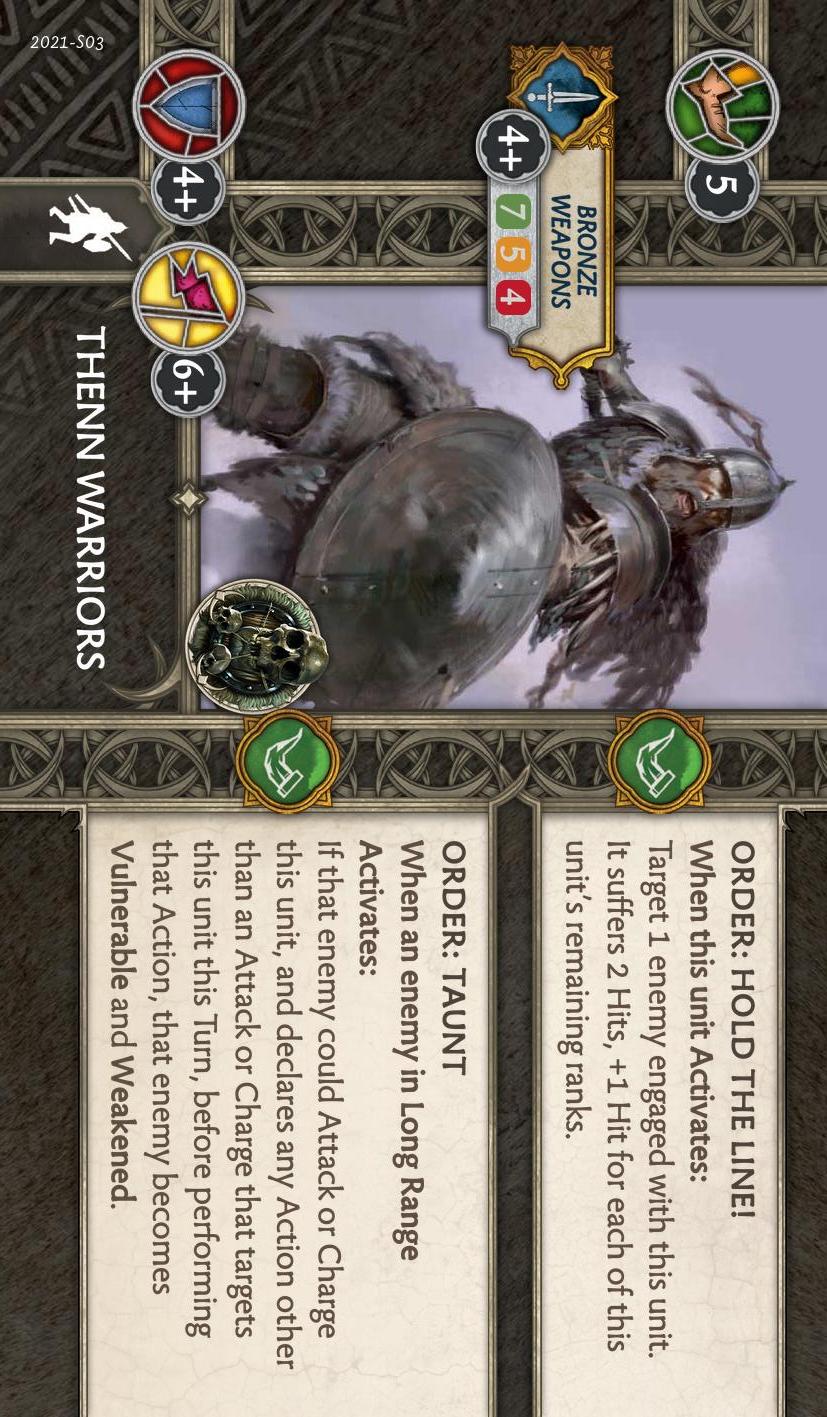 5
BRONZE
WEAPONS
4+
7 5 4
4+
6+
THENN WARRIORS
2021-S03
ORDER: HOLD THE LINE!
When this unit Activates:
Target 1 enemy engaged with this unit.
It suffers 2 Hits, +1 Hit for each of this
unit's remaining ranks.
ORDER: TAUNT
When an enemy in Long Range
Activates:
If that enemy could Attack or Charge
this unit, and declares any Action other
than an Attack or Charge that targets
this unit this Turn, before performing
that Action, that enemy becomes
Vulnerable and Weakened.